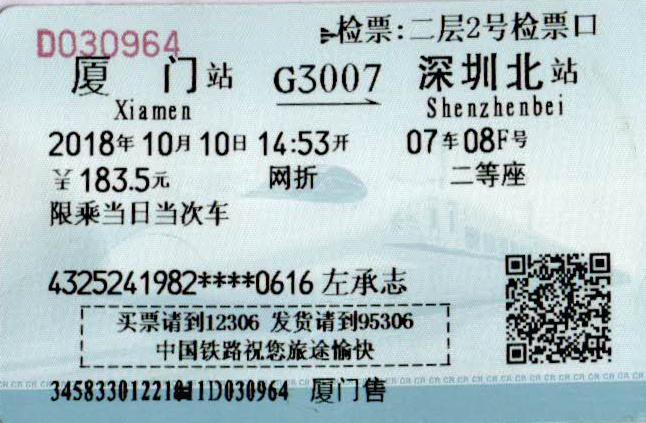 D030964 检票:二层2号检票口
厦门站 G3007 深圳北站
Xiamen Shenzhenbei
2018年10月10日 14:53开 07车08F号
￥183.5元 网折 二等座
限乘当日当次车
4325241982****0616 左承志
买票请到12306 发货请到95306
中国铁路祝您旅途愉快
D030964 厦门售